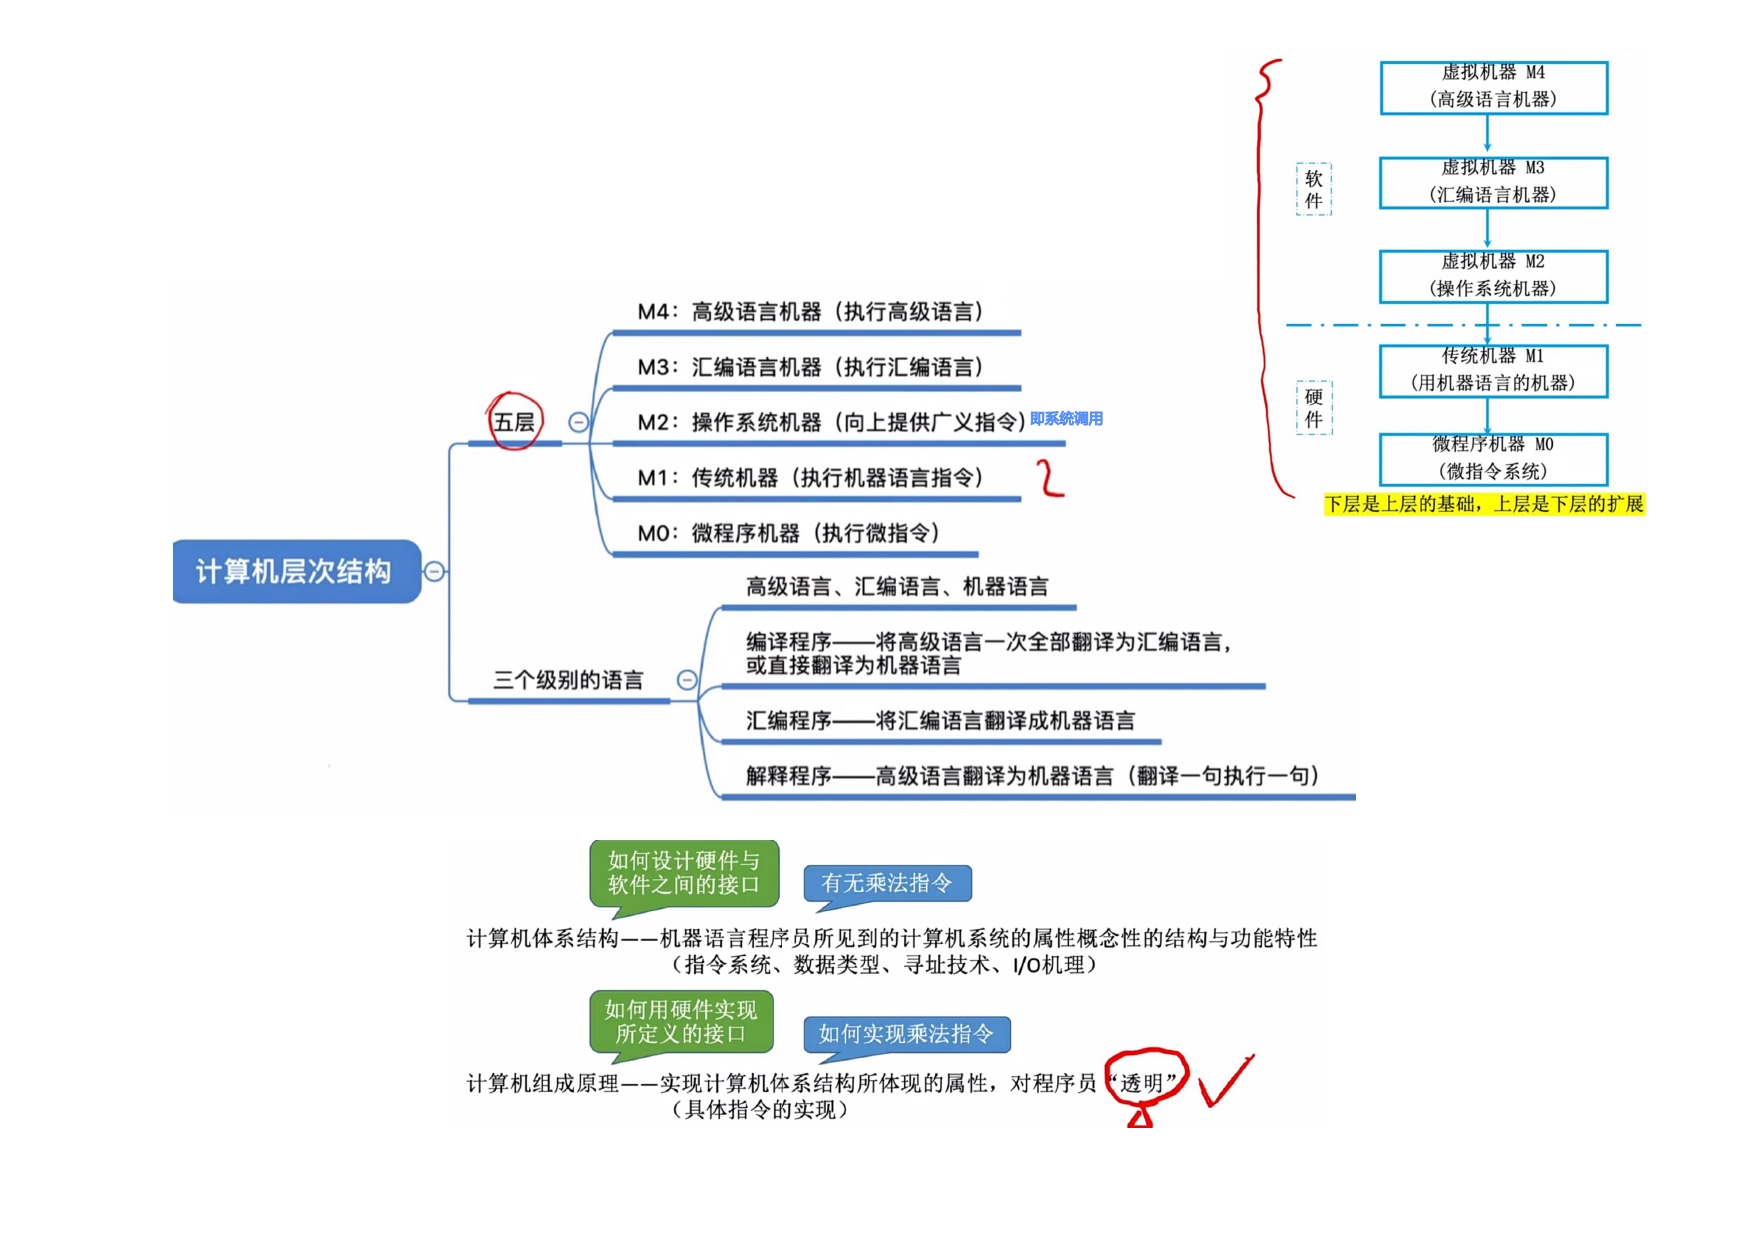 虚拟机器 M4
(高级语言机器)
虚拟机器 M3
(汇编语言机器)
软
件
虚拟机器 M2
(操作系统机器)
传统机器 M1
(用机器语言的机器)
硬
件
微程序机器 M0
(微指令系统)
下层是上层的基础，上层是下层的扩展
计算机层次结构
五层
M4：高级语言机器（执行高级语言）
M3：汇编语言机器（执行汇编语言）
M2：操作系统机器（向上提供广义指令）即系统调用
M1：传统机器（执行机器语言指令） 2
M0：微程序机器（执行微指令）
三个级别的语言
高级语言、汇编语言、机器语言
编译程序——将高级语言一次全部翻译为汇编语言，
或直接翻译为机器语言
汇编程序——将汇编语言翻译成机器语言
解释程序——高级语言翻译为机器语言（翻译一句执行一句）
如何设计硬件与
软件之间的接口
有无乘法指令
计算机体系结构——机器语言程序员所见到的计算机系统的属性概念性的结构与功能特性
（指令系统、数据类型、寻址技术、I/O机理）
如何用硬件实现
所定义的接口
如何实现乘法指令
计算机组成原理——实现计算机体系结构所体现的属性，对程序员“透明”
（具体指令的实现）